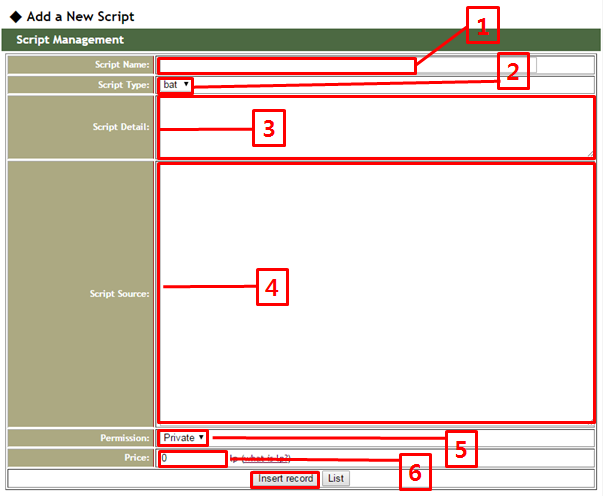 ◆ Add a New Script
Script Management
1
Script Name:
2
Script Type: bat
Script Detail:
3
Script Source:
4
Permission: Private
5
Price: 0 lp (what is lp?)
6
Insert record List